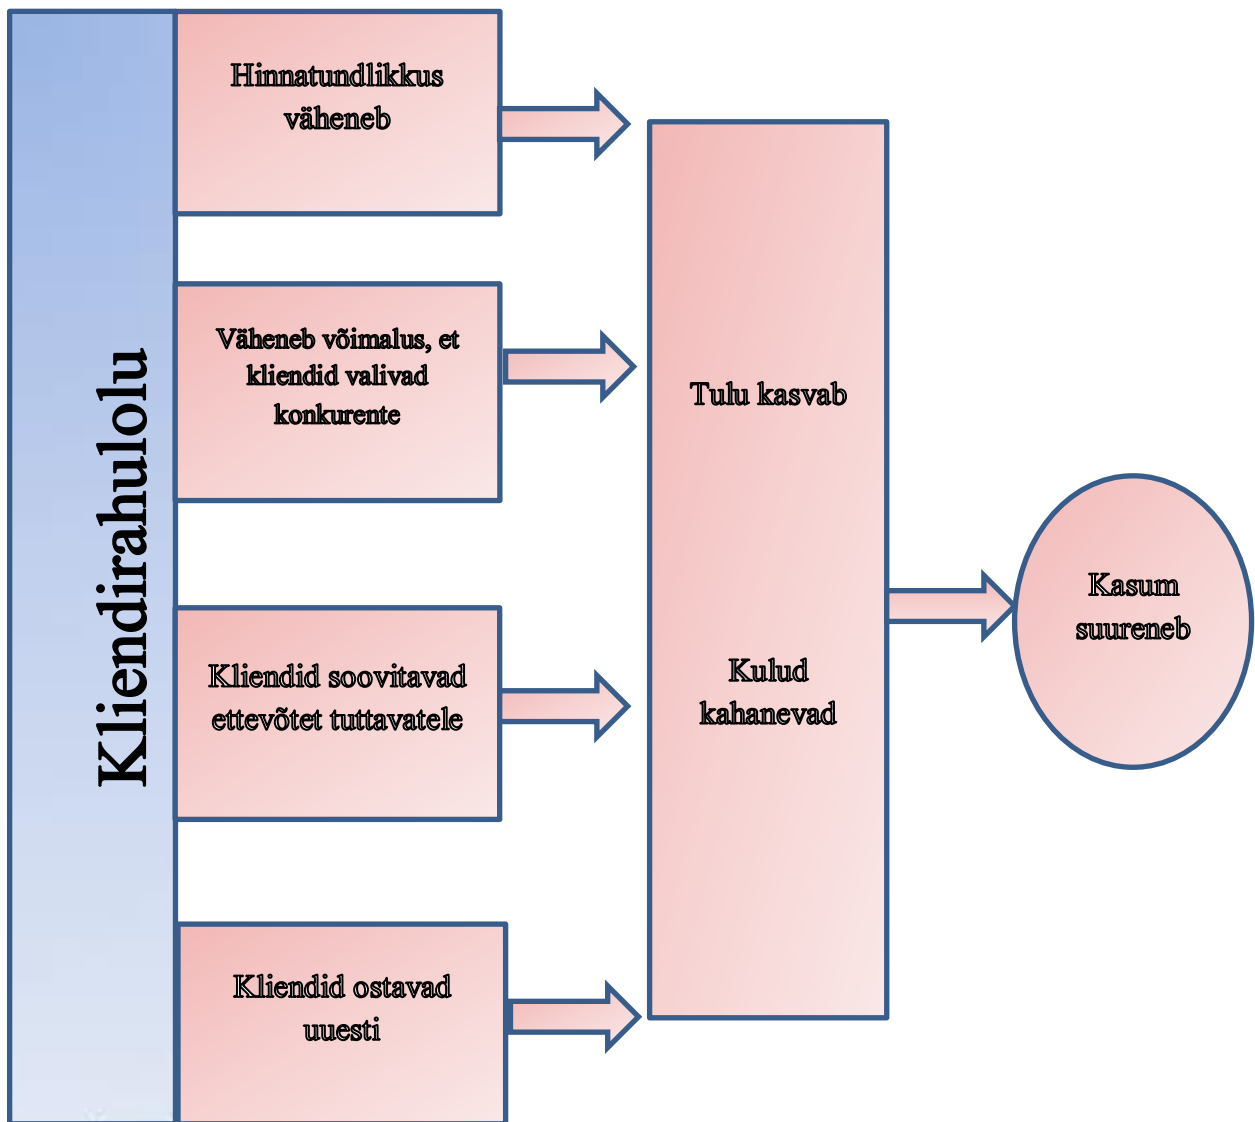 Kliendirahulolu
Hinnatundlikkus
väheneb
Väheneb võimalus, et
kliendid valivad
konkurente
Kliendid soovitavad
ettevõtet tuttavatele
Kliendid ostavad
uuesti
Tulu kasvab
Kulud
kahanevad
Kasum
suureneb